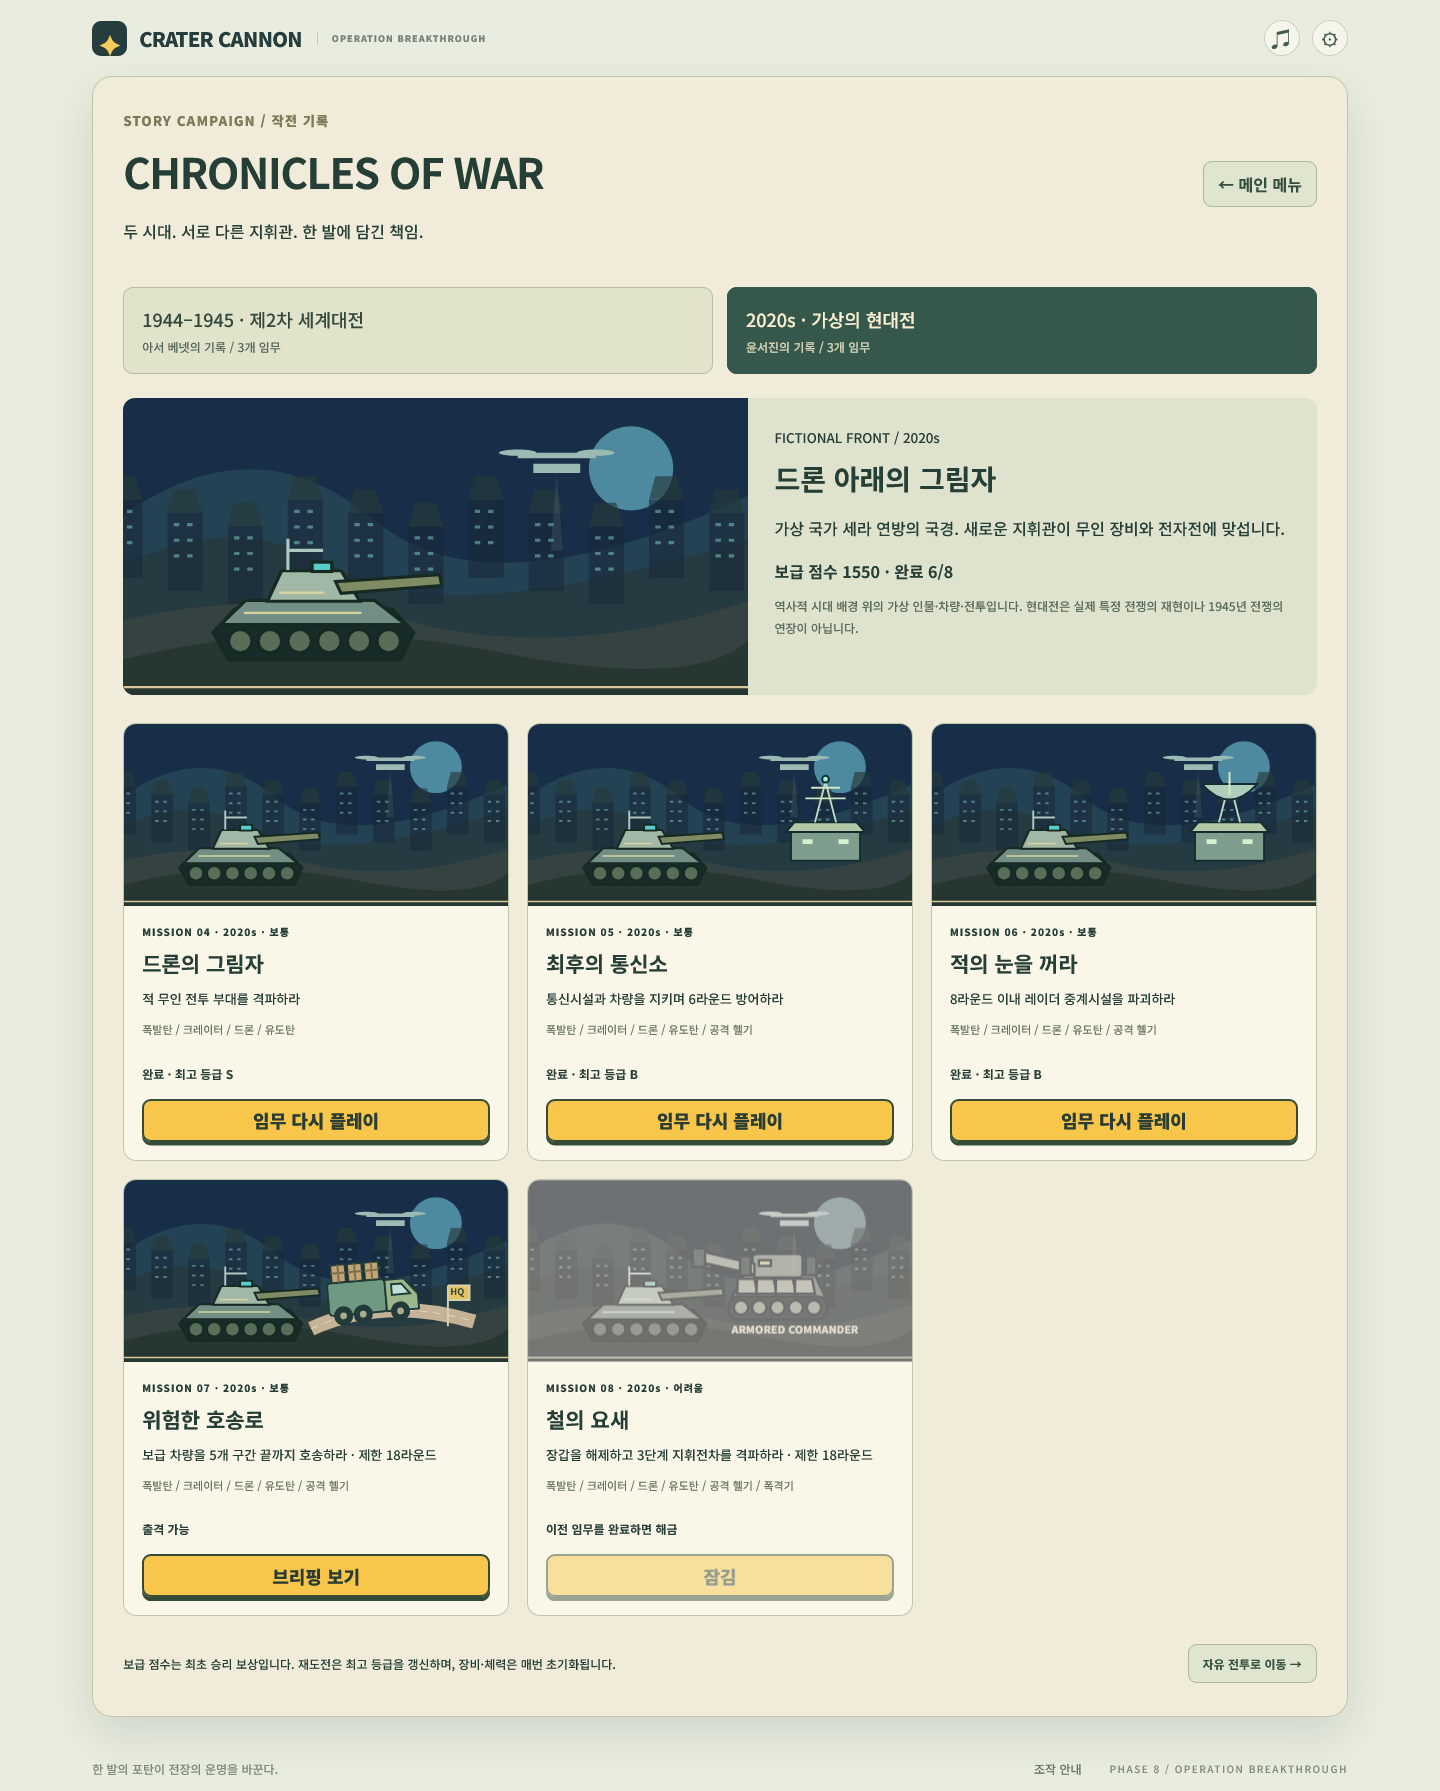 CRATER CANNON
OPERATION BREAKTHROUGH
STORY CAMPAIGN / 작전 기록
CHRONICLES OF WAR
← 메인 메뉴
두 시대. 서로 다른 지휘관. 한 발에 담긴 책임.
1944–1945 · 제2차 세계대전
아서 베넷의 기록 / 3개 임무
2020s · 가상의 현대전
윤서진의 기록 / 3개 임무
FICTIONAL FRONT / 2020s
드론 아래의 그림자
가상 국가 세라 연방의 국경. 새로운 지휘관이 무인 장비와 전자전에 맞섭니다.
보급 점수 1550 · 완료 6/8
역사적 시대 배경 위의 가상 인물·차량·전투입니다. 현대전은 실제 특정 전쟁의 재현이나 1945년 전쟁의
연장이 아닙니다.
MISSION 04 · 2020s · 보통
드론의 그림자
적 무인 전투 부대를 격파하라
폭발탄 / 크레이터 / 드론 / 유도탄
완료 · 최고 등급 S
임무 다시 플레이
MISSION 05 · 2020s · 보통
최후의 통신소
통신시설과 차량을 지키며 6라운드 방어하라
폭발탄 / 크레이터 / 드론 / 유도탄 / 공격 헬기
완료 · 최고 등급 B
임무 다시 플레이
MISSION 06 · 2020s · 보통
적의 눈을 꺼라
8라운드 이내 레이더 중계시설을 파괴하라
폭발탄 / 크레이터 / 드론 / 유도탄 / 공격 헬기
완료 · 최고 등급 B
임무 다시 플레이
HQ
MISSION 07 · 2020s · 보통
위험한 호송로
보급 차량을 5개 구간 끝까지 호송하라 · 제한 18라운드
폭발탄 / 크레이터 / 드론 / 유도탄 / 공격 헬기
출격 가능
브리핑 보기
ARMORED COMMANDER
MISSION 08 · 2020s · 어려움
철의 요새
장갑을 해제하고 3단계 지휘전차를 격파하라 · 제한 18라운드
폭발탄 / 크레이터 / 드론 / 유도탄 / 공격 헬기 / 폭격기
이전 임무를 완료하면 해금
잠김
보급 점수는 최초 승리 보상입니다. 재도전은 최고 등급을 갱신하며, 장비·체력은 매번 초기화됩니다.
자유 전투로 이동 →
한 발의 포탄이 전장의 운명을 바꾼다.
조작 안내
PHASE 8 / OPERATION BREAKTHROUGH